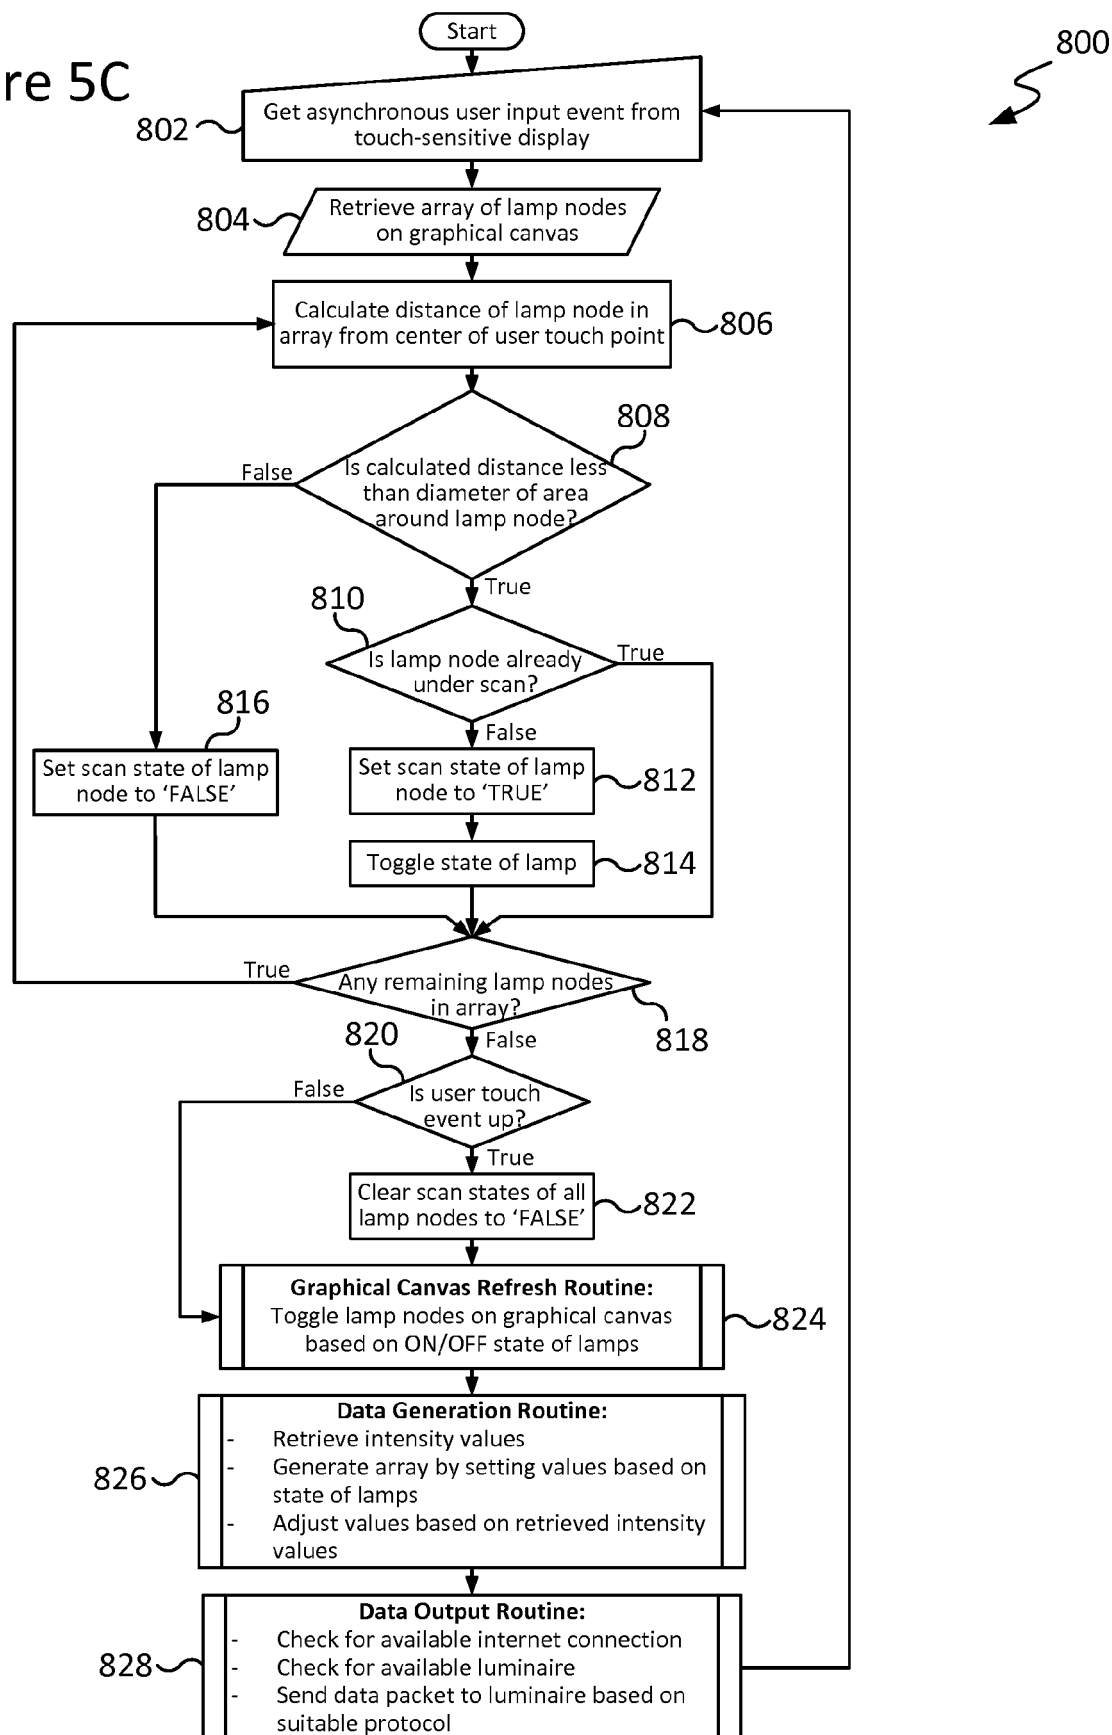 Start
800
re 5C
802
Get asynchronous user input event from
touch-sensitive display
804
Retrieve array of lamp nodes
on graphical canvas
Calculate distance of lamp node in
array from center of user touch point
806
808
False
Is calculated distance less
than diameter of area
around lamp node?
True
810
Is lamp node already
under scan?
True
816
False
Set scan state of lamp
node to ‘FALSE’
Set scan state of lamp
node to ‘TRUE’
812
Toggle state of lamp
814
True
Any remaining lamp nodes
in array?
818
820
False
False
Is user touch
event up?
True
Clear scan states of all
lamp nodes to ‘FALSE’
822
Graphical Canvas Refresh Routine:
Toggle lamp nodes on graphical canvas
based on ON/OFF state of lamps
824
Data Generation Routine:
- Retrieve intensity values
- Generate array by setting values based on
state of lamps
- Adjust values based on retrieved intensity
values
826
Data Output Routine:
- Check for available internet connection
- Check for available luminaire
- Send data packet to luminaire based on
suitable protocol
828